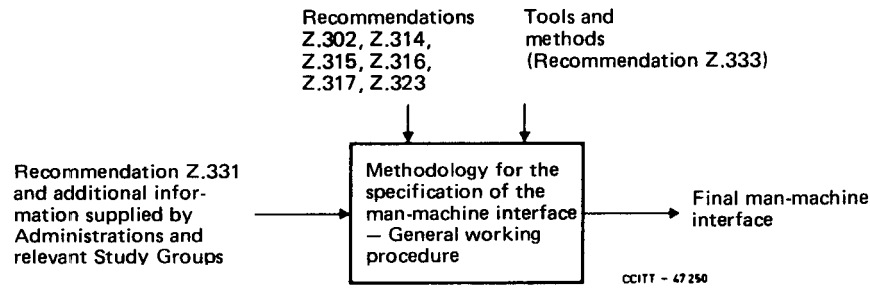 Recommendations
Z.302, Z.314,
Z.315, Z.316,
Z.317, Z.323
Tools and
methods
(Recommendation Z.333)
Recommendation Z.331
and additional infor-
mation supplied by
Administrations and
relevant Study Groups
Methodology for the
specification of the
man-machine interface
— General working
procedure
Final man-machine
interface
CCITT - 47250